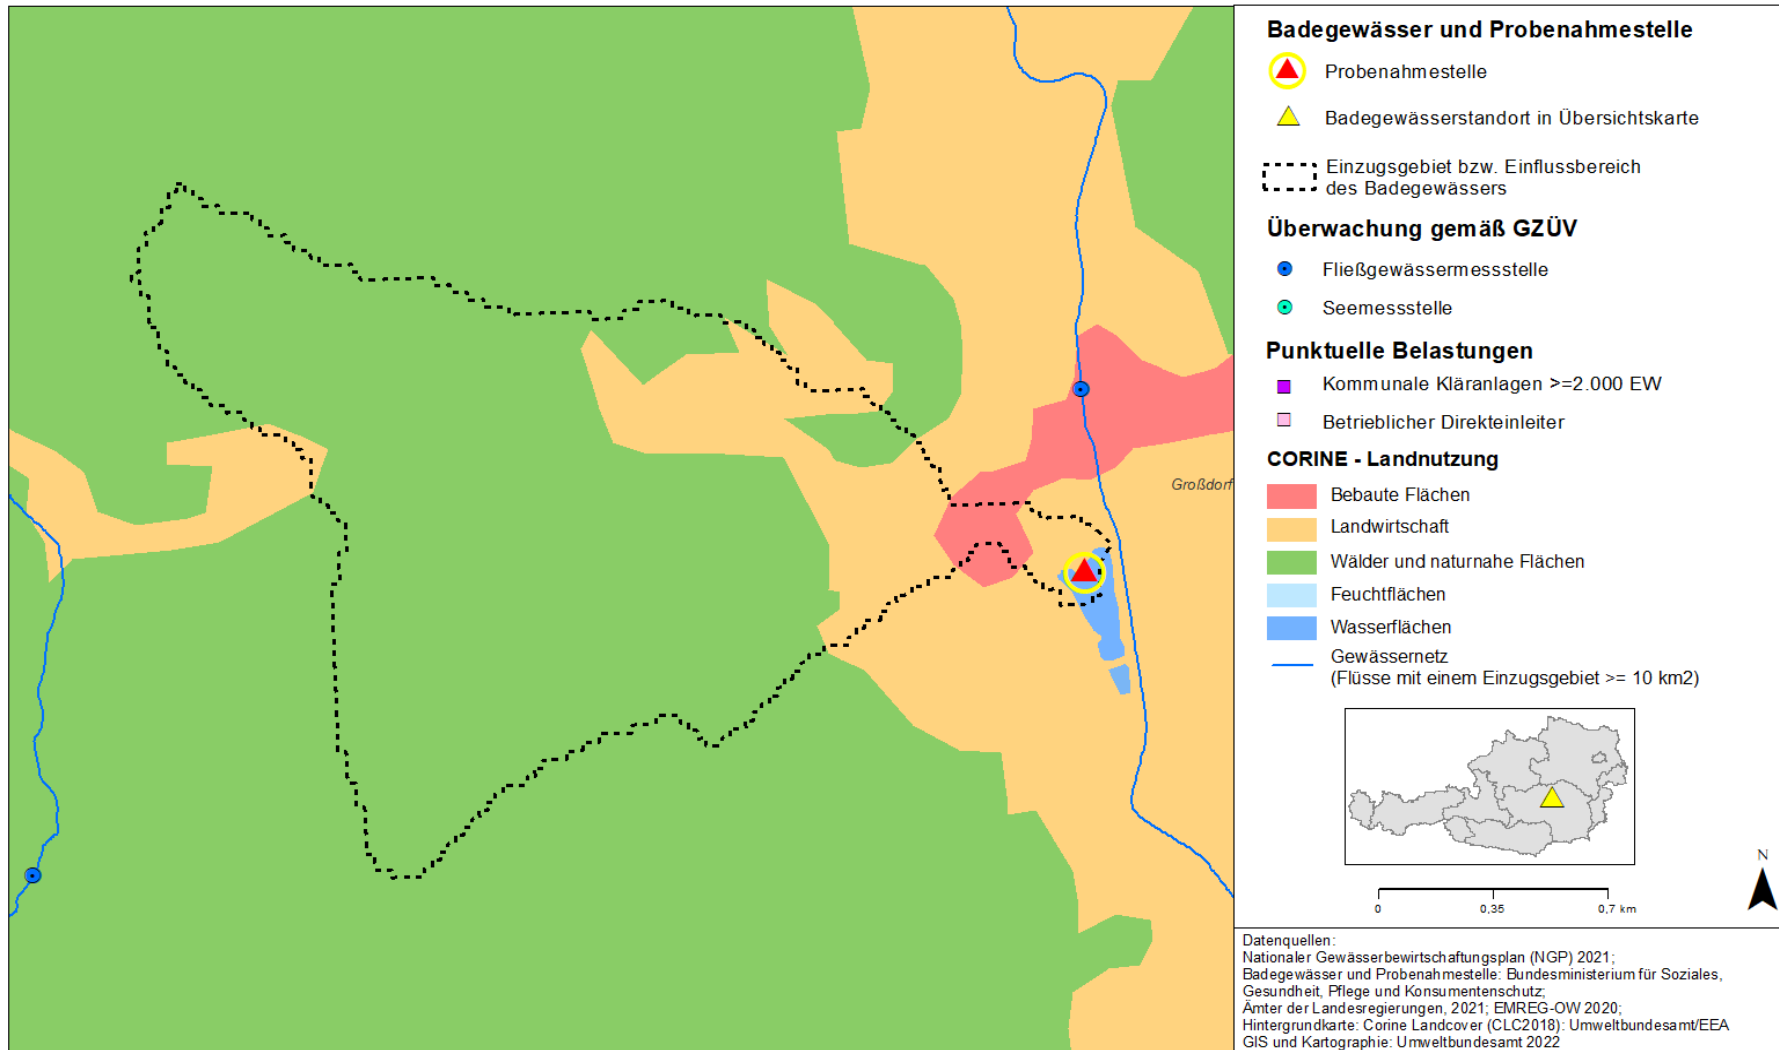 Badegewässer und Probenahmestelle
Probenahmestelle
Badegewässerstandort in Übersichtskarte
Einzugsgebiet bzw. Einflussbereich
des Badegewässers
Überwachung gemäß GZÜV
Fließgewässermessstelle
Seemessstelle
Punktuelle Belastungen
Kommunale Kläranlagen >=2.000 EW
Betrieblicher Direkteinleiter
CORINE - Landnutzung
Bebaute Flächen
Landwirtschaft
Wälder und naturnahe Flächen
Feuchtflächen
Wasserflächen
Gewässernetz
(Flüsse mit einem Einzugsgebiet >= 10 km2)
Großdorf
N
0 0,35 0,7 km
Datenquellen:
Nationaler Gewässerbewirtschaftungsplan (NGP) 2021;
Badegewässer und Probenahmestelle: Bundesministerium für Soziales,
Gesundheit, Pflege und Konsumentenschutz;
Ämter der Landesregierungen, 2021; EMREG-OW 2020;
Hintergrundkarte: Corine Landcover (CLC2018): Umweltbundesamt/EEA
GIS und Kartographie: Umweltbundesamt 2022